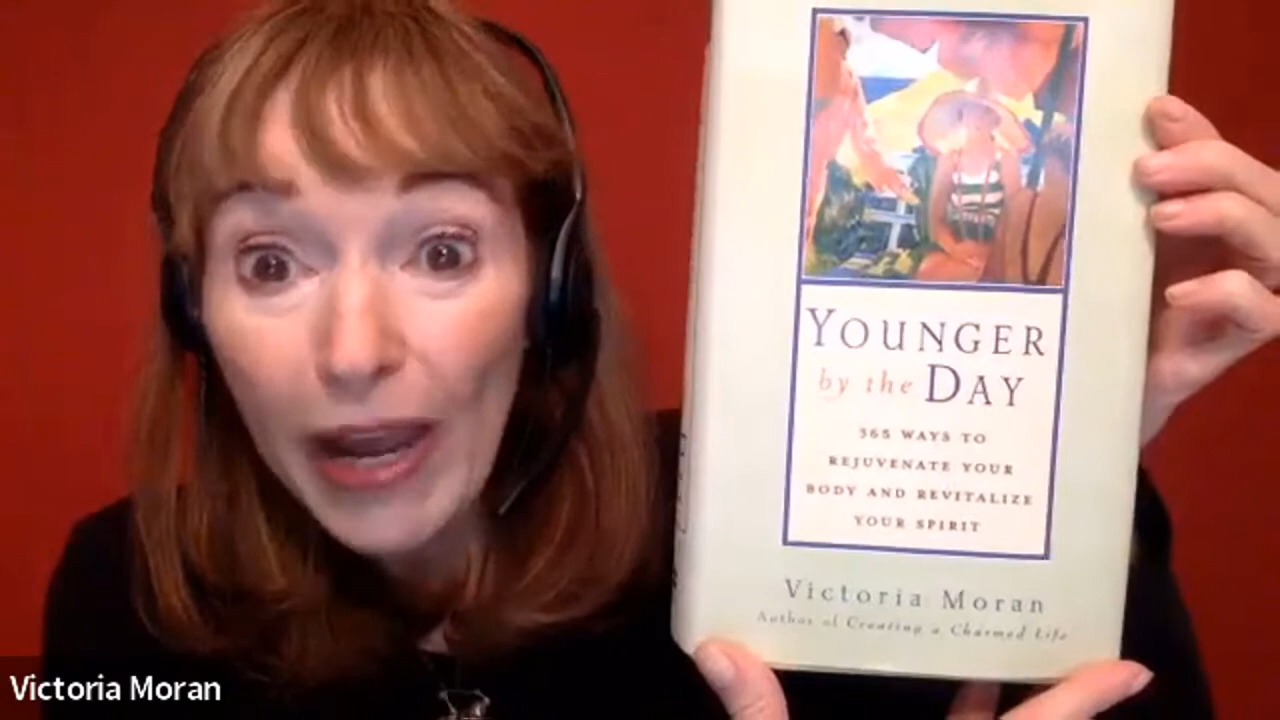 YOUNGER
by the DAY
365 WAYS TO
REJUVENATE YOUR
BODY AND REVITALIZE
YOUR SPIRIT
Victoria Moran
Author of Creating a Charmed Life
Victoria Moran